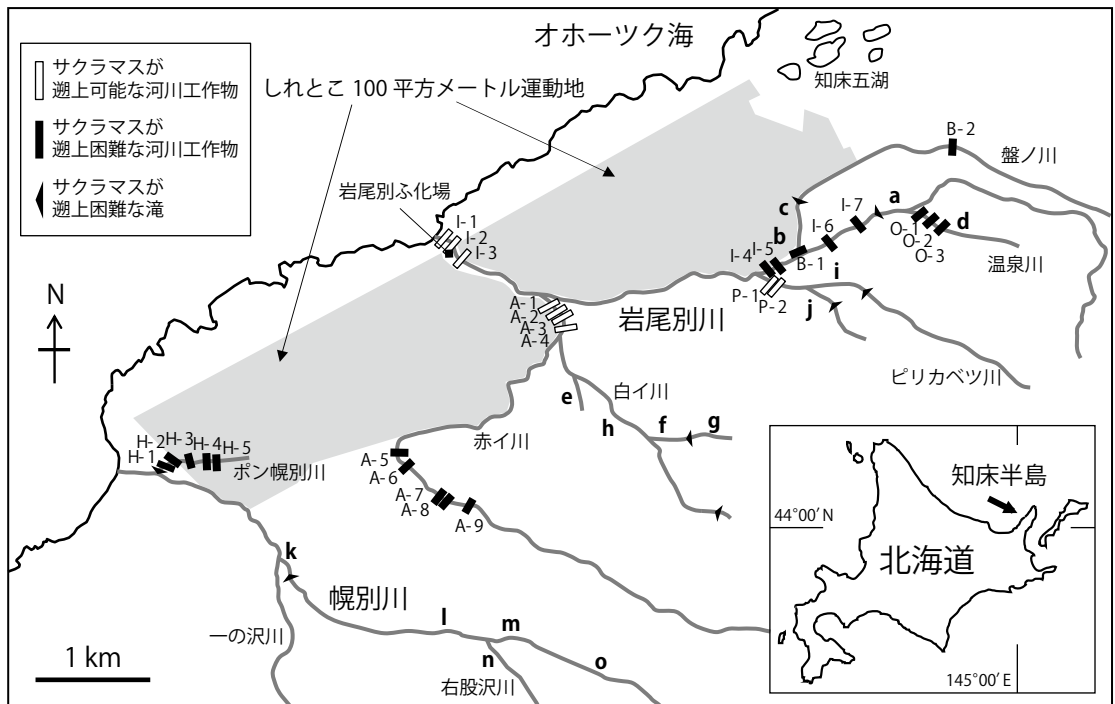 サクラマスが
遡上可能な河川工作物
サクラマスが
遡上困難な河川工作物
サクラマスが
遡上困難な滝
オホーツク海
知床五湖
しれとこ 100 平方メートル運動地
岩尾別ふ化場
B-2
盤ノ川
I-1
I-2
I-3
c
a
I-7
I-6
b
O-1
O-2
O-3
d
温泉川
I-4
I-5
B-1
i
P-1
P-2
j
N
A-1
A-2
A-3
A-4
岩尾別川
ピリカベツ川
e
白イ川
h
f
g
赤イ川
H-1
H-2
H-3
H-4
H-5
ポン幌別川
A-5
A-6
A-7
A-8
A-9
k
幌別川
l
m
n
o
一の沢川
右股沢川
1 km
知床半島
44°00′ N
北海道
145°00′ E